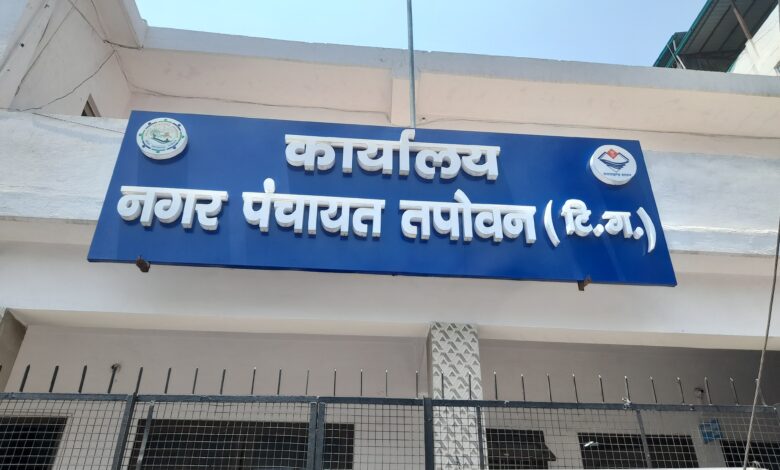 कार्यालय
नगर पंचायत तपोवन (टि.ग.)